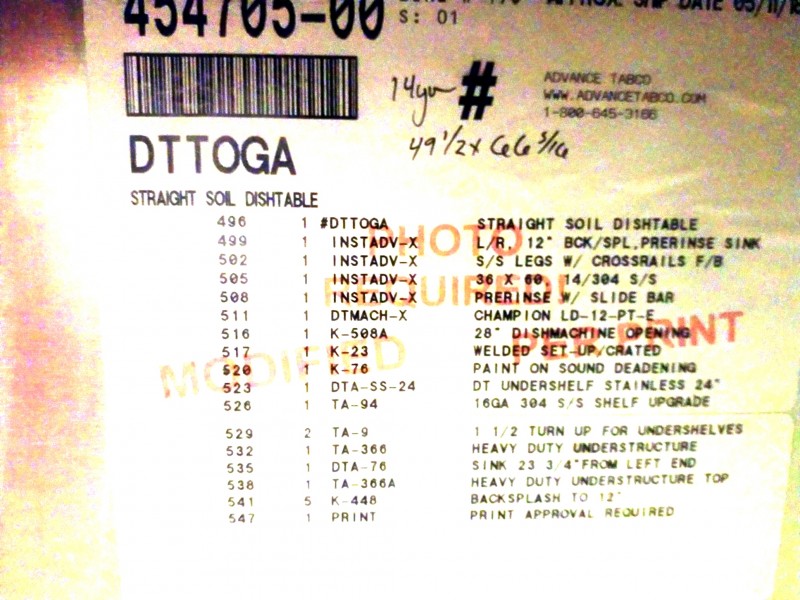 454705-00
S: 01
APPROX. SHP DATE 05/11/18
14ga #
ADVANCE TABCO
WWW.ADVANCETABCO.COM
1-800-645-3166
49 1/2 x 66 5/16
DTTOGA
STRAIGHT SOIL DISHTABLE
496 1 #DTTOGA STRAIGHT SOIL DISHTABLE
499 1 INSTADV-X L/R, 12" BCK/SPL,PRERINSE SINK
502 1 INSTADV-X S/S LEGS W/ CROSSRAILS F/B
505 1 INSTADV-X 36 X 60, 14/304 S/S
508 1 INSTADV-X PRERINSE W/ SLIDE BAR
511 1 DTMACH-X CHAMPION LD-12-PT-E
516 1 K-508A 28" DISHMACHINE OPENING
517 1 K-23 WELDED SET-UP/CRATED
520 1 K-76 PAINT ON SOUND DEADENING
523 1 DTA-SS-24 DT UNDERSHELF STAINLESS 24"
526 1 TA-94 16GA 304 S/S SHELF UPGRADE
529 2 TA-9 1 1/2 TURN UP FOR UNDERSHELVES
532 1 TA-366 HEAVY DUTY UNDERSTRUCTURE
535 1 DTA-76 SINK 23 3/4"FROM LEFT END
538 1 TA-366A HEAVY DUTY UNDERSTRUCTURE TOP
541 5 K-448 BACKSPLASH TO 12"
547 1 PRINT PRINT APPROVAL REQUIRED
PHOTO
REQUIRED!
MODIFIED PER PRINT